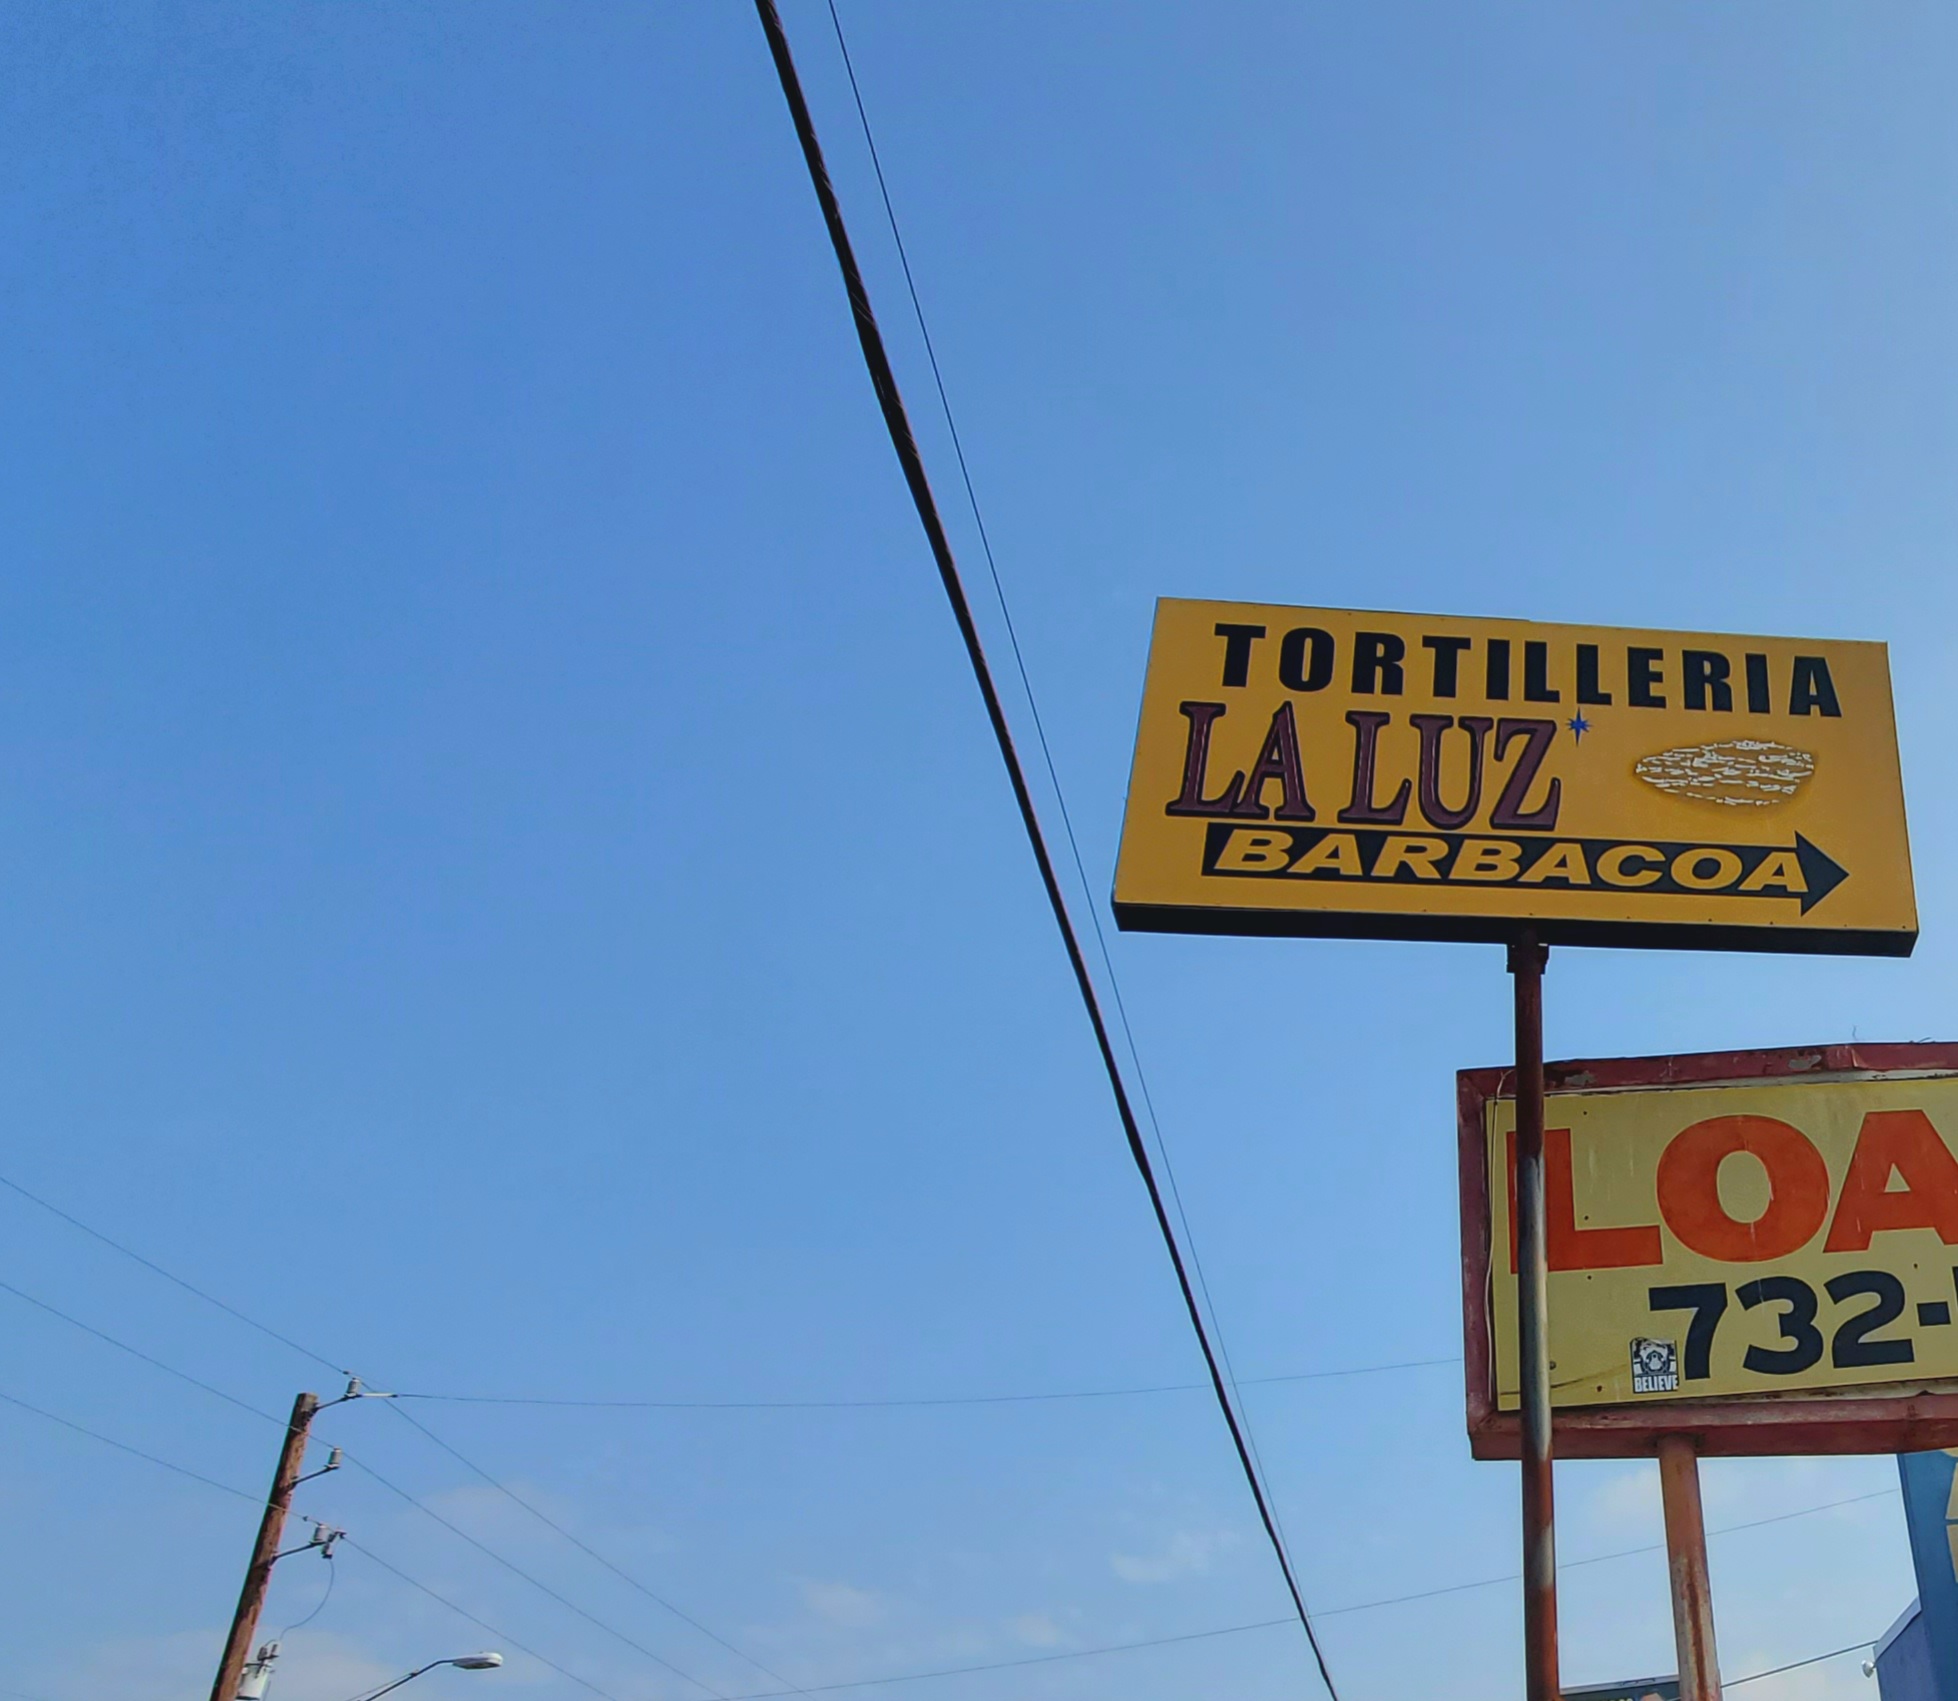 TORTILLERIA
LA LUZ
BARBACOA
LOA
732-
BELIEVE